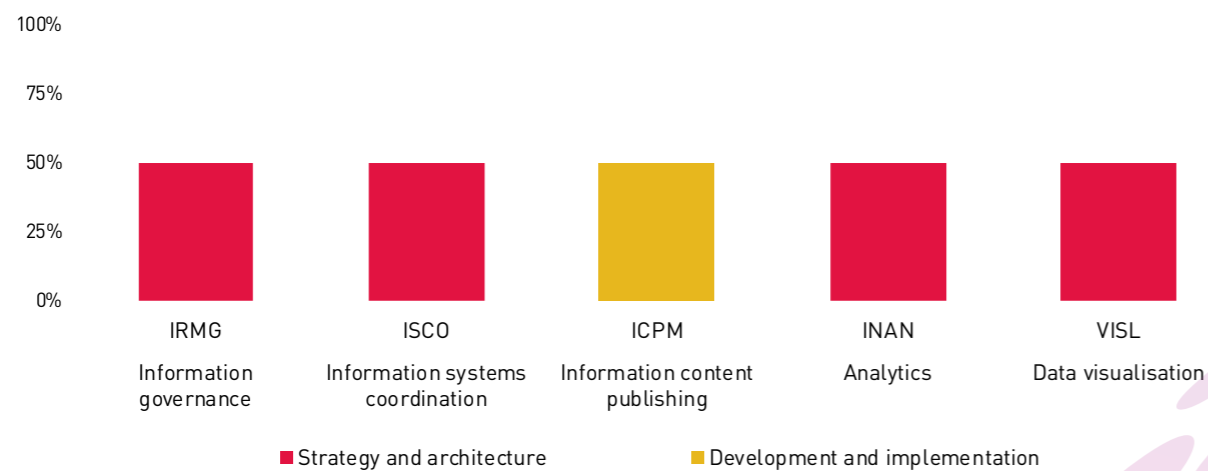 100%
75%
50%
25%
0%
IRMG
ISCO
ICPM
INAN
VISL
Information
governance
Information systems
coordination
Information content
publishing
Analytics
Data visualisation
Strategy and architecture
Development and implementation